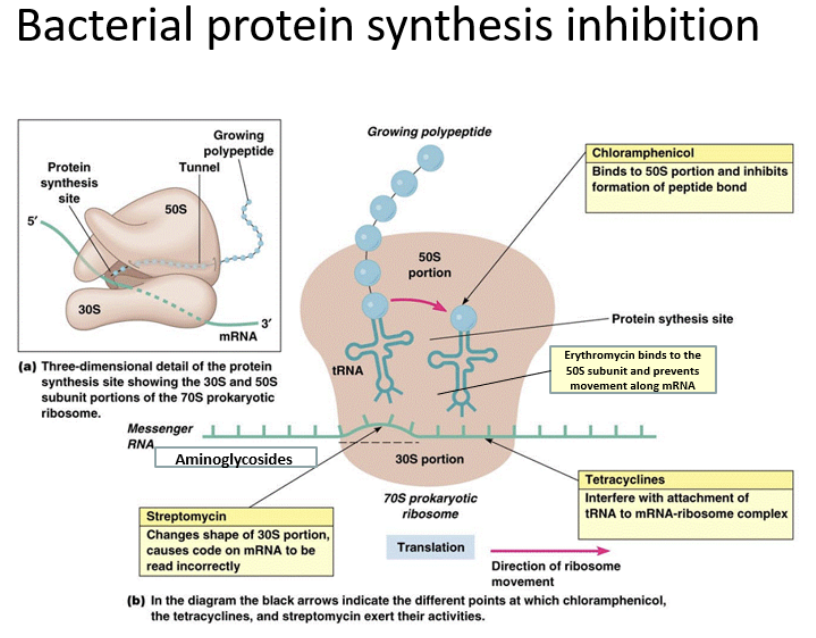 Bacterial protein synthesis inhibition
Growing
polypeptide
Protein
synthesis
site
Tunnel
50S
5′
30S
3′
mRNA
(a) Three-dimensional detail of the protein
synthesis site showing the 30S and 50S
subunit portions of the 70S prokaryotic
ribosome.
Growing polypeptide
Chloramphenicol
Binds to 50S portion and inhibits
formation of peptide bond
50S
portion
Protein sythesis site
tRNA
Erythromycin binds to the
50S subunit and prevents
movement along mRNA
Messenger
RNA
Aminoglycosides
30S portion
Tetracyclines
Interfere with attachment of
tRNA to mRNA-ribosome complex
70S prokaryotic
ribosome
Streptomycin
Changes shape of 30S portion,
causes code on mRNA to be
read incorrectly
Translation
Direction of ribosome
movement
(b) In the diagram the black arrows indicate the different points at which chloramphenicol,
the tetracyclines, and streptomycin exert their activities.